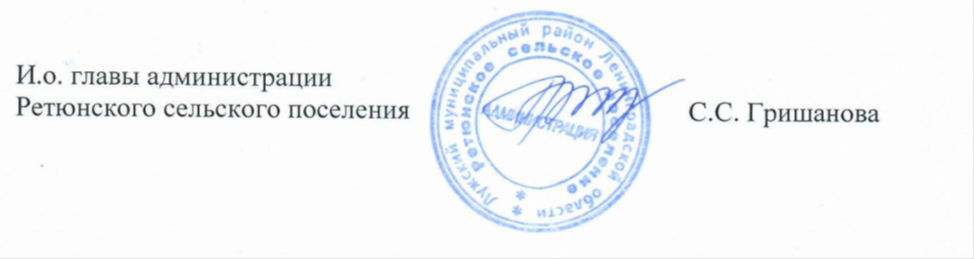 И.о. главы администрации
Ретюнского сельского поселения
С.С. Гришанова
Лужский муниципальный район Ленинградской области *
Ретюнское сельское поселение *
АДМИНИСТРАЦИЯ